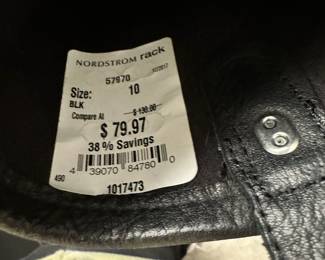 NORDSTROM rack
57970
Size: 10
BLK
Compare At $ 130.00
$ 79.97
38 % Savings
4 39070 84780 0
490
1017473